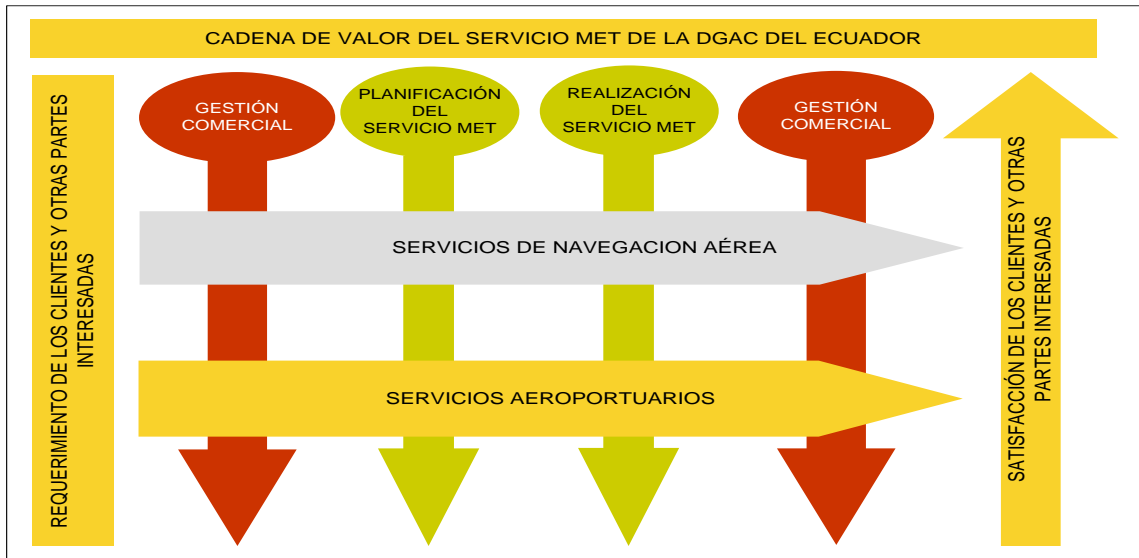 CADENA DE VALOR DEL SERVICIO MET DE LA DGAC DEL ECUADOR
REQUERIMIENTO DE LOS CLIENTES Y OTRAS PARTES
INTERESADAS
GESTIÓN
COMERCIAL
PLANIFICACIÓN
DEL
SERVICIO MET
REALIZACIÓN
DEL
SERVICIO MET
GESTIÓN
COMERCIAL
SERVICIOS DE NAVEGACION AÉREA
SERVICIOS AEROPORTUARIOS
SATISFACCIÓN DE LOS CLIENTES Y OTRAS
PARTES INTERESADAS